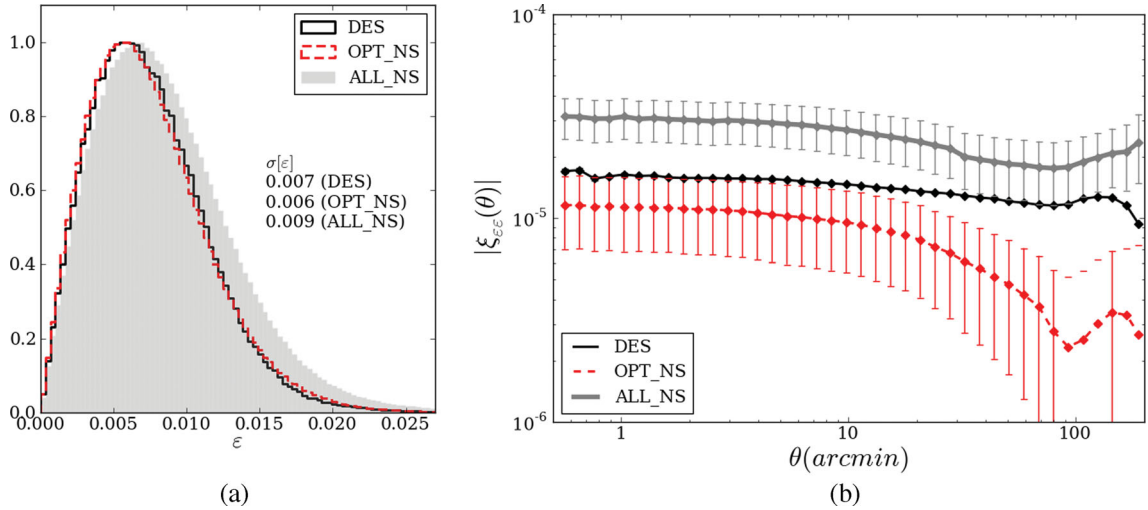 1.0
0.8
0.6
0.4
0.2
0.0
0.000 0.005 0.010 0.015 0.020 0.025
ε
DES
OPT_NS
ALL_NS
σ[ε]
0.007 (DES)
0.006 (OPT_NS)
0.009 (ALL_NS)
(a)
10⁻⁴
10⁻⁵
10⁻⁶
|ξεε(θ)|
DES
OPT_NS
ALL_NS
1 10 100
θ(arcmin)
(b)